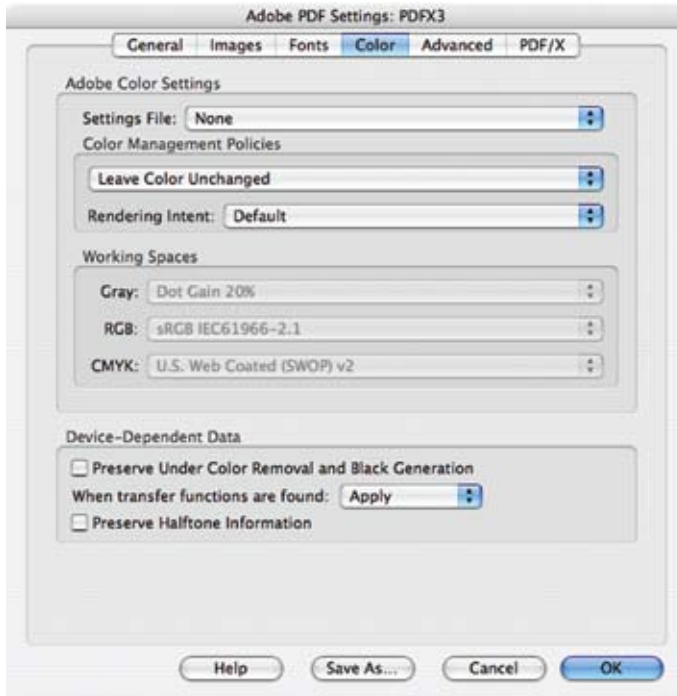 Adobe PDF Settings: PDFX3
General Images Fonts Color Advanced PDF/X
Adobe Color Settings
Settings File: None
Color Management Policies
Leave Color Unchanged
Rendering Intent: Default
Working Spaces
Gray: Dot Gain 20%
RGB: sRGB IEC61966-2.1
CMYK: U.S. Web Coated (SWOP) v2
Device-Dependent Data
Preserve Under Color Removal and Black Generation
When transfer functions are found: Apply
Preserve Halftone Information
Help Save As... Cancel OK